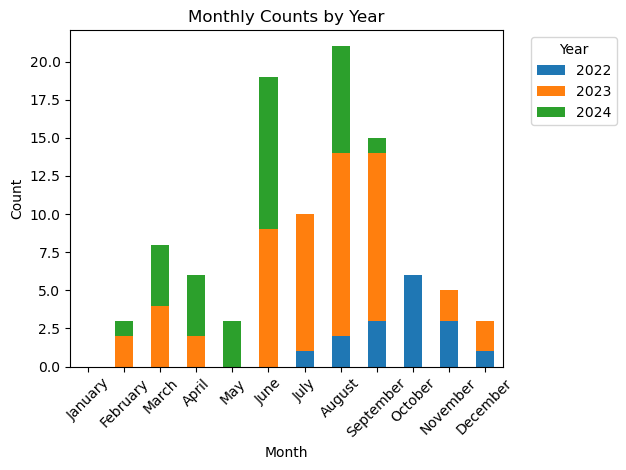 Monthly Counts by Year
Year
2022
2023
2024
20.0
17.5
15.0
12.5
10.0
7.5
5.0
2.5
0.0
Count
January
February
March
April
May
June
July
August
September
October
November
December
Month